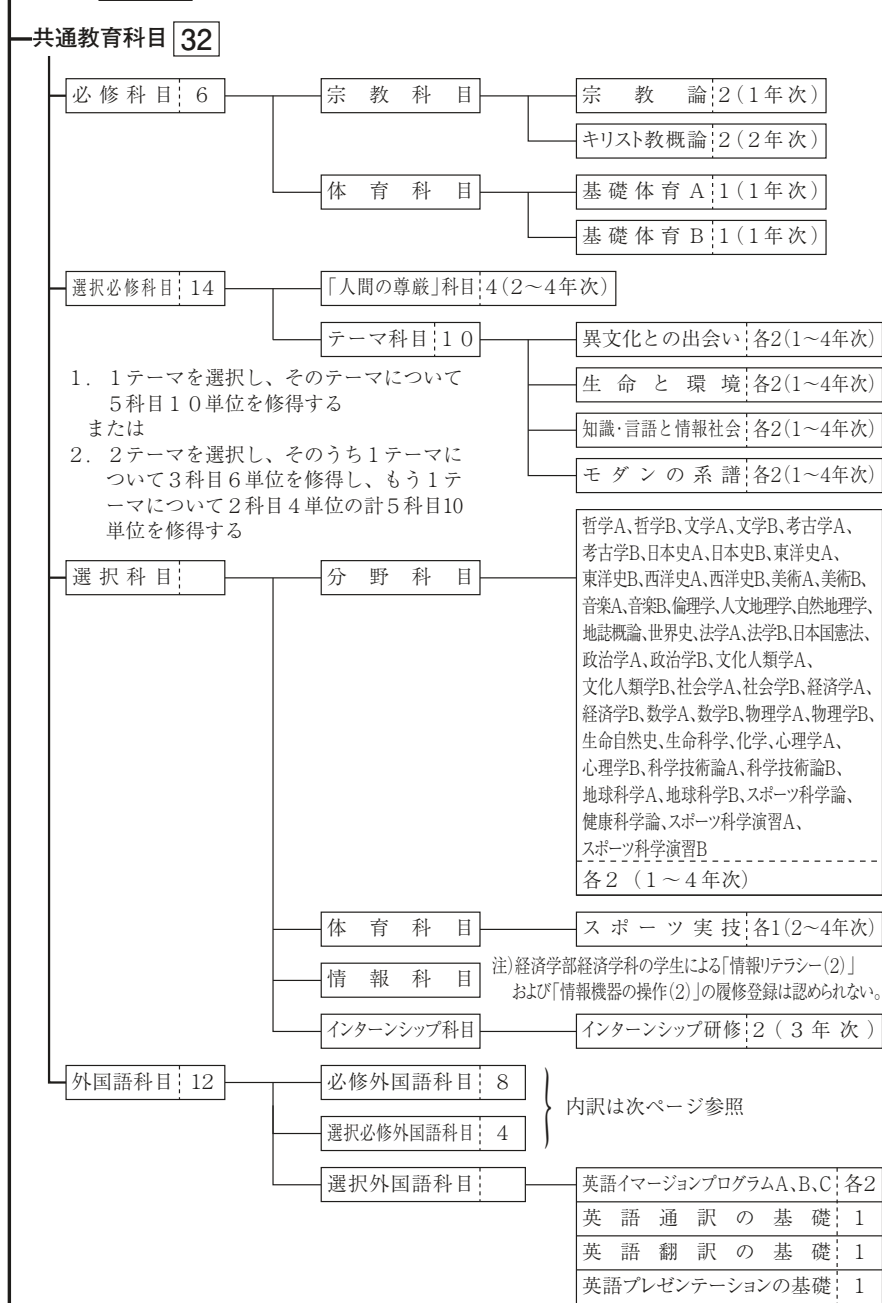 共通教育科目 32
必修科目 6
宗教科目
宗教論 2(1年次)
キリスト教概論 2(2年次)
体育科目
基礎体育A 1(1年次)
基礎体育B 1(1年次)
選択必修科目 14
「人間の尊厳」科目 4(2~4年次)
テーマ科目 10
異文化との出会い 各2(1~4年次)
生命と環境 各2(1~4年次)
知識・言語と情報社会 各2(1~4年次)
モダンの系譜 各2(1~4年次)
1. 1テーマを選択し、そのテーマについて
5科目10単位を修得する
または
2. 2テーマを選択し、そのうち1テーマに
ついて3科目6単位を修得し、もう1テ
ーマについて2科目4単位の計5科目10
単位を修得する
選択科目
分野科目
哲学A、哲学B、文学A、文学B、考古学A、
考古学B、日本史A、日本史B、東洋史A、
東洋史B、西洋史A、西洋史B、美術A、美術B、
音楽A、音楽B、倫理学、人文地理学、自然地理学、
地誌概論、世界史、法学A、法学B、日本国憲法、
政治学A、政治学B、文化人類学A、
文化人類学B、社会学A、社会学B、経済学A、
経済学B、数学A、数学B、物理学A、物理学B、
生命自然史、生命科学、化学、心理学A、
心理学B、科学技術論A、科学技術論B、
地球科学A、地球科学B、スポーツ科学論、
健康科学論、スポーツ科学演習A、
スポーツ科学演習B
各2 (1~4年次)
体育科目
スポーツ実技 各1(2~4年次)
情報科目
注)経済学部経済学科の学生による「情報リテラシー(2)」
および「情報機器の操作(2)」の履修登録は認められない。
インターンシップ科目
インターンシップ研修 2(3年次)
外国語科目 12
必修外国語科目 8
選択必修外国語科目 4
内訳は次ページ参照
選択外国語科目
英語イマージョンプログラムA、B、C 各2
英語通訳の基礎 1
英語翻訳の基礎 1
英語プレゼンテーションの基礎 1